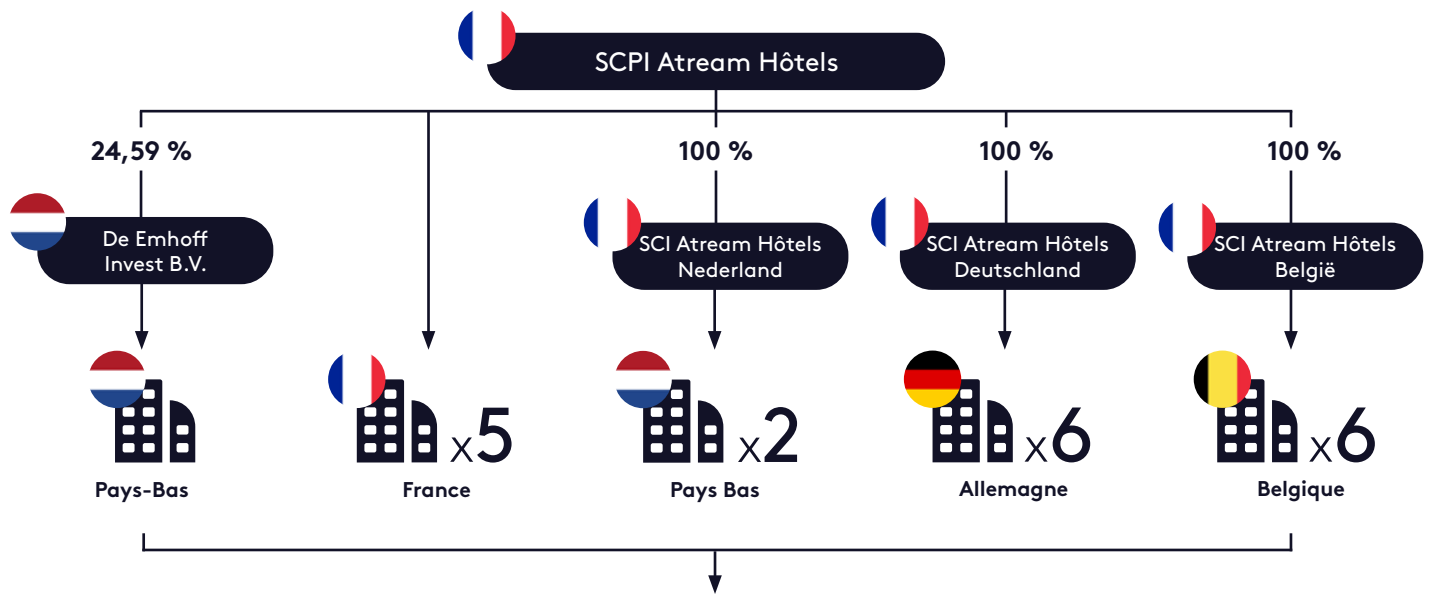 SCPI Atream Hôtels
24,59 %
100 %
100 %
100 %
De Emhoff
Invest B.V.
SCI Atream Hôtels
Nederland
SCI Atream Hôtels
Deutschland
SCI Atream Hôtels
België
x5
x2
x6
x6
Pays-Bas
France
Pays Bas
Allemagne
Belgique